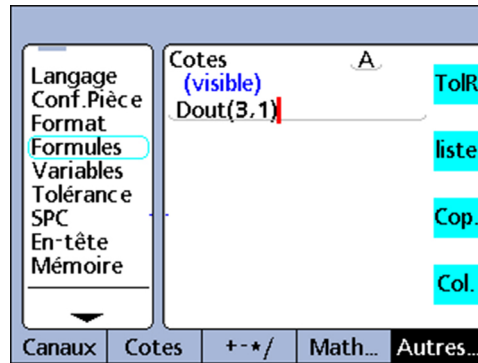 Langage
Conf.Pièce
Format
Formules
Variables
Tolérance
SPC
En-tête
Mémoire
Cotes A
(visible)
Dout(3,1)
TolR
liste
Cop.
Col.
Canaux Cotes +-*/ Math... Autres...